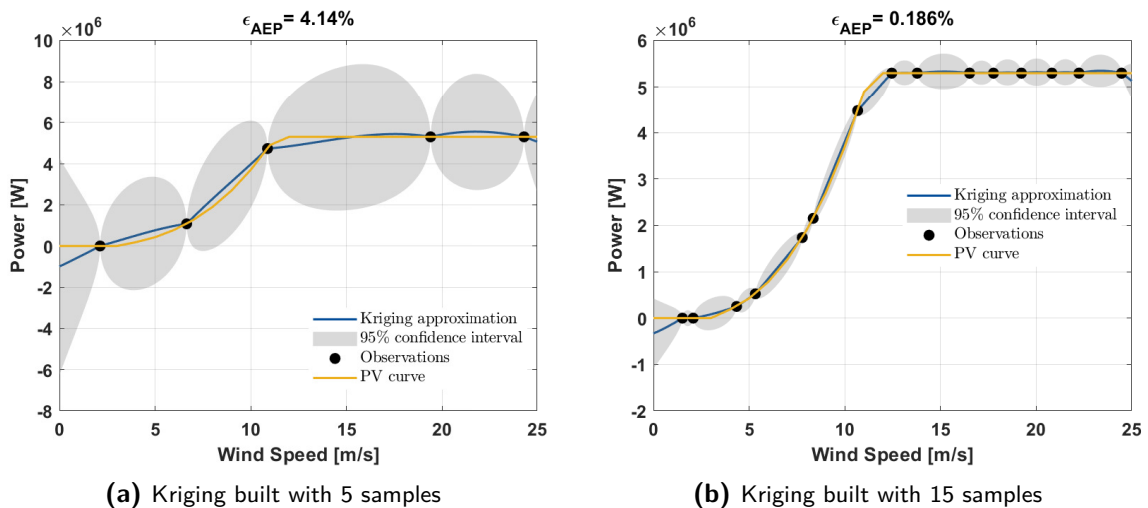 ϵ_AEP= 4.14%
×10^6
10
8
6
4
2
0
-2
-4
-6
-8
Power [W]
0 5 10 15 20 25
Wind Speed [m/s]
Kriging approximation
95% confidence interval
Observations
PV curve
(a) Kriging built with 5 samples
ϵ_AEP= 0.186%
×10^6
6
5
4
3
2
1
0
-1
-2
Power [W]
0 5 10 15 20 25
Wind Speed [m/s]
Kriging approximation
95% confidence interval
Observations
PV curve
(b) Kriging built with 15 samples